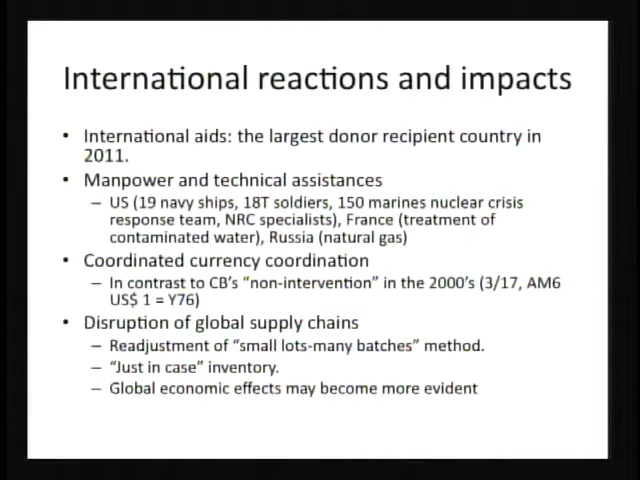 International reactions and impacts
• International aids: the largest donor recipient country in
2011.
• Manpower and technical assistances
– US (19 navy ships, 18T soldiers, 150 marines nuclear crisis
response team, NRC specialists), France (treatment of
contaminated water), Russia (natural gas)
• Coordinated currency coordination
– In contrast to CB's "non-intervention" in the 2000's (3/17, AM6
US$ 1 = Y76)
• Disruption of global supply chains
– Readjustment of "small lots-many batches" method.
– "Just in case" inventory.
– Global economic effects may become more evident